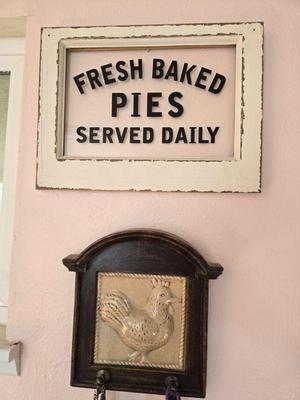 FRESH BAKED
PIES
SERVED DAILY